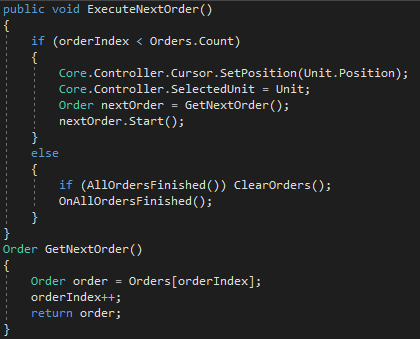 public void ExecuteNextOrder()
{
if (orderIndex < Orders.Count)
{
Core.Controller.Cursor.SetPosition(Unit.Position);
Core.Controller.SelectedUnit = Unit;
Order nextOrder = GetNextOrder();
nextOrder.Start();
}
else
{
if (AllOrdersFinished()) ClearOrders();
OnAllOrdersFinished();
}
}
Order GetNextOrder()
{
Order order = Orders[orderIndex];
orderIndex++;
return order;
}